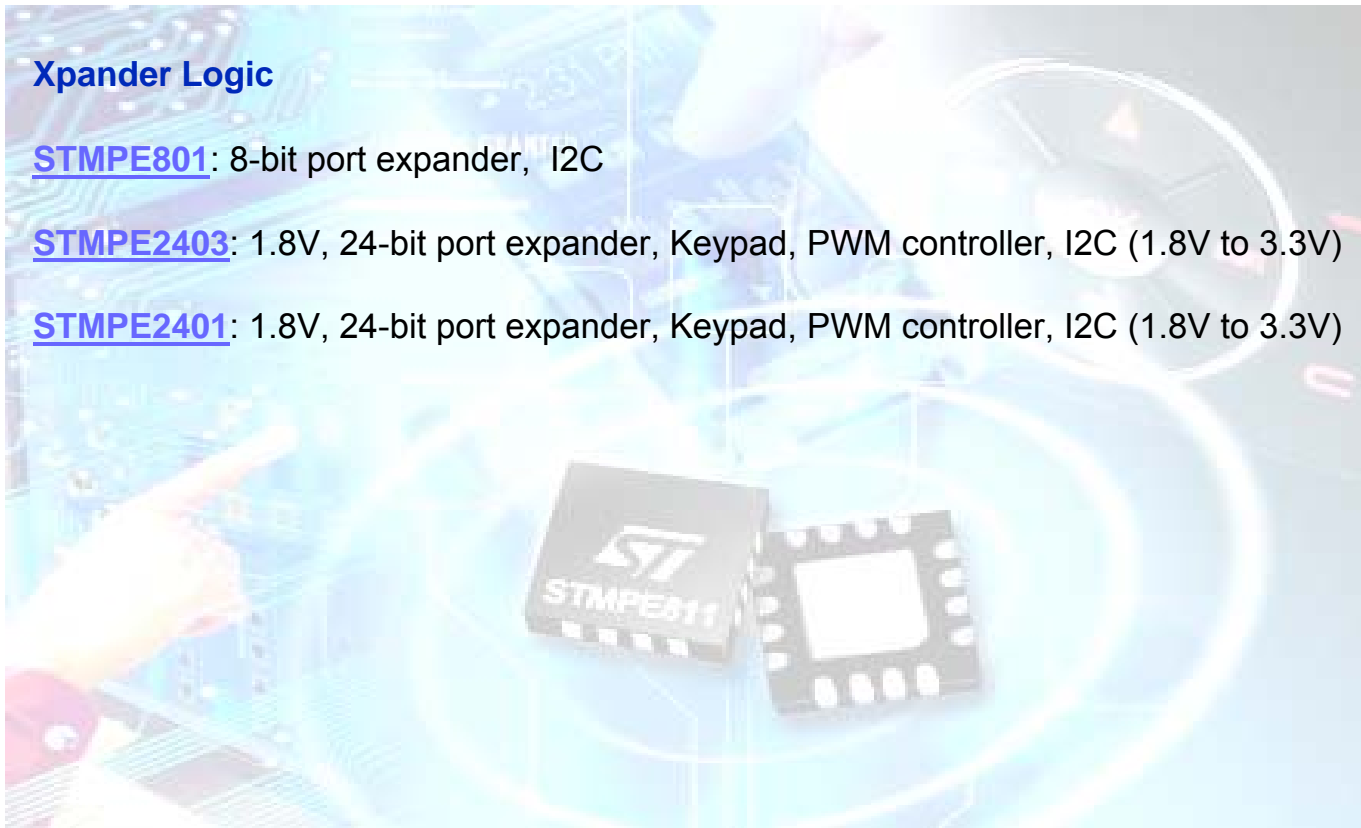 Xpander Logic
STMPE801: 8-bit port expander, I2C
STMPE2403: 1.8V, 24-bit port expander, Keypad, PWM controller, I2C (1.8V to 3.3V)
STMPE2401: 1.8V, 24-bit port expander, Keypad, PWM controller, I2C (1.8V to 3.3V)
ST
STMPE811